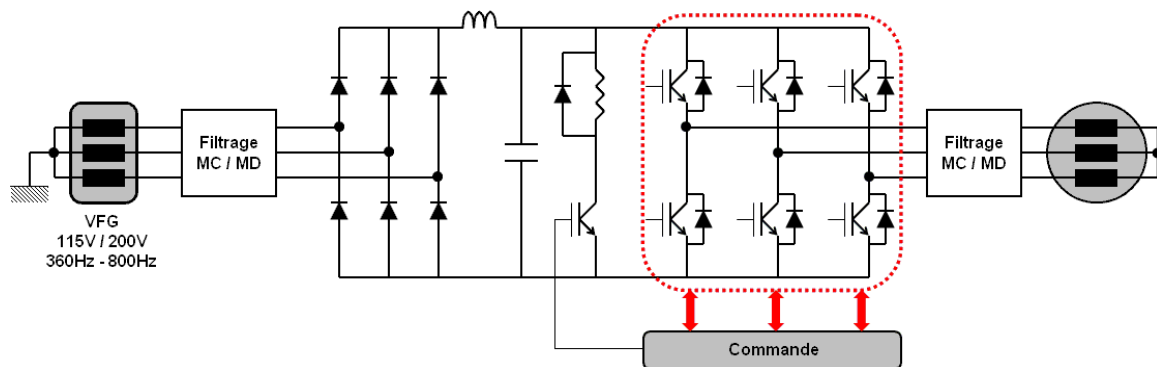 Filtrage
MC / MD
VFG
115V / 200V
360Hz - 800Hz
Filtrage
MC / MD
Commande